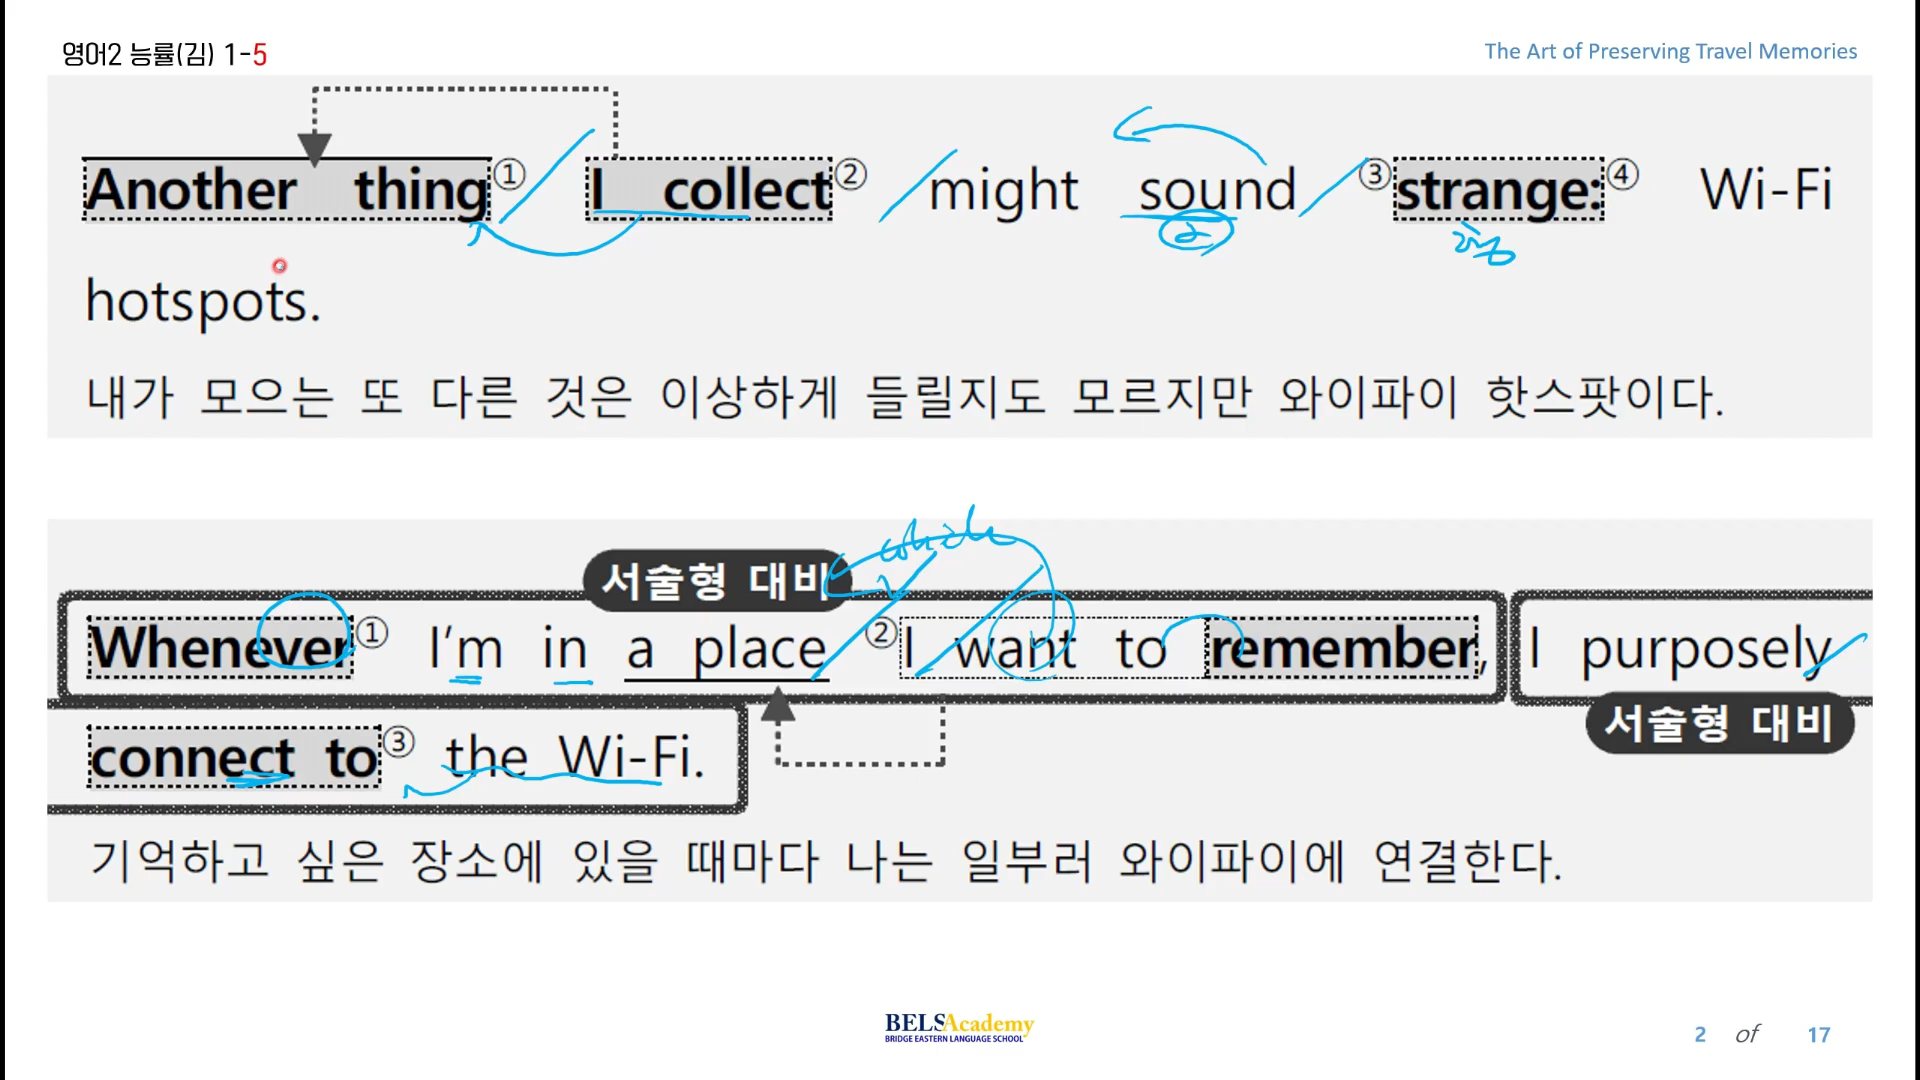 영어2 능률(김) 1-5
The Art of Preserving Travel Memories
Another thing① I collect② might sound ③strange:④ Wi-Fi
② 형
hotspots.
내가 모으는 또 다른 것은 이상하게 들릴지도 모르지만 와이파이 핫스팟이다.
서술형 대비
Whenever① I'm in a place ②I want to remember, I purposely
서술형 대비
connect to③ the Wi-Fi.
기억하고 싶은 장소에 있을 때마다 나는 일부러 와이파이에 연결한다.
BELSAcademy
BRIDGE EASTERN LANGUAGE SCHOOL
2 of 17